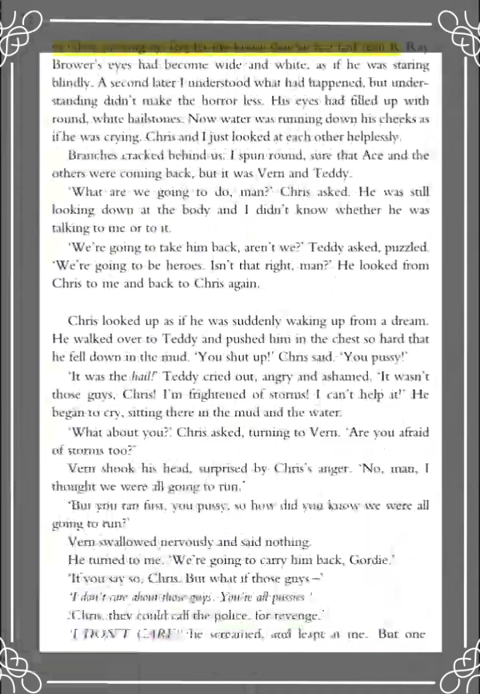 R. Ray
Brower's eyes had become wide and white, as if he was staring
blindly. A second later I understood what had happened, but under-
standing didn't make the horror less. His eyes had filled up with
round, white hailstones. Now water was running down his cheeks as
if he was crying. Chris and I just looked at each other helplessly.
Branches cracked behind us. I spun round, sure that Ace and the
others were coming back, but it was Vern and Teddy.
'What are we going to do, man?' Chris asked. He was still
looking down at the body and I didn't know whether he was
talking to me or to it.
'We're going to take him back, aren't we?' Teddy asked, puzzled.
'We're going to be heroes. Isn't that right, man?' He looked from
Chris to me and back to Chris again.
Chris looked up as if he was suddenly waking up from a dream.
He walked over to Teddy and pushed him in the chest so hard that
he fell down in the mud. 'You shut up!' Chris said. 'You pussy!'
'It was the hail!' Teddy cried out, angry and ashamed. 'It wasn't
those guys, Chris! I'm frightened of storms! I can't help it!' He
began to cry, sitting there in the mud and the water.
'What about you?' Chris asked, turning to Vern. 'Are you afraid
of storms too?'
Vern shook his head, surprised by Chris's anger. 'No, man, I
thought we were all going to run.'
'But you ran first, you pussy, so how did you know we were all
going to run?'
Vern swallowed nervously and said nothing.
He turned to me. 'We're going to carry him back, Gordie.'
'If you say so, Chris. But what if those guys –'
'I don't care about those guys. You're all pussies.'
'Chris, they could call the police, for revenge.'
'I DON'T CARE!' he screamed, and leapt at me. But one